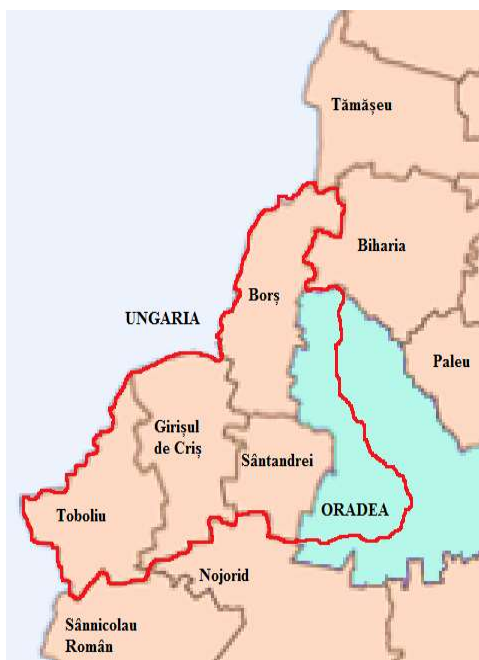 Tămășeu
Biharia
Borș
UNGARIA
Paleu
Girișul
de Criș
Sântandrei
Toboliu
ORADEA
Nojorid
Sânnicolau
Român